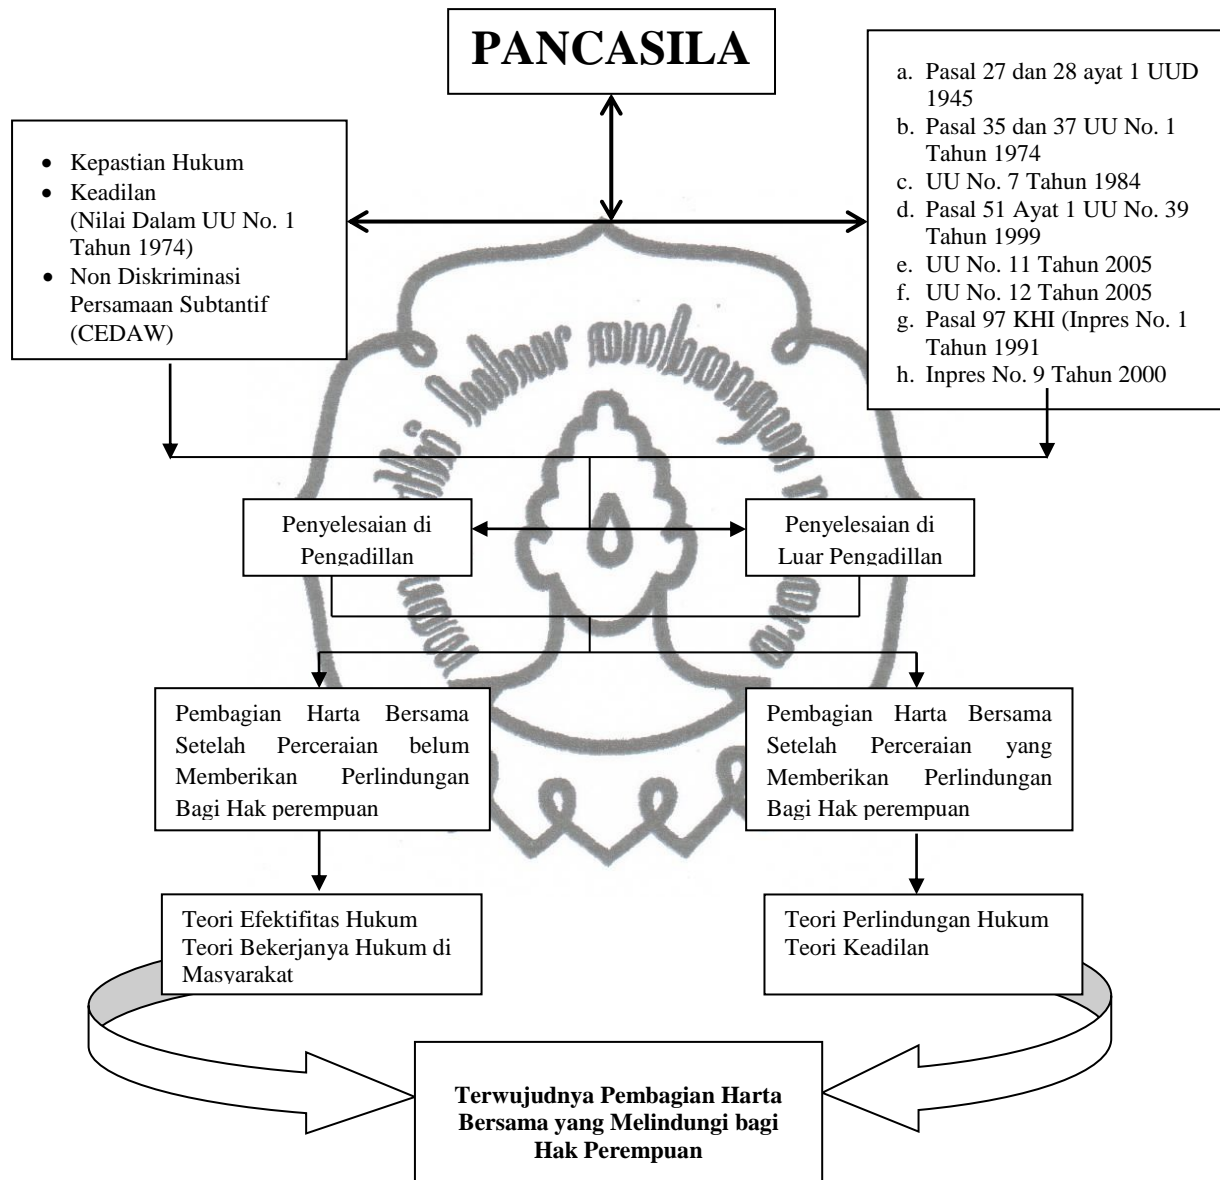 PANCASILA
• Kepastian Hukum
• Keadilan
(Nilai Dalam UU No. 1
Tahun 1974)
• Non Diskriminasi
Persamaan Subtantif
(CEDAW)
a. Pasal 27 dan 28 ayat 1 UUD
1945
b. Pasal 35 dan 37 UU No. 1
Tahun 1974
c. UU No. 7 Tahun 1984
d. Pasal 51 Ayat 1 UU No. 39
Tahun 1999
e. UU No. 11 Tahun 2005
f. UU No. 12 Tahun 2005
g. Pasal 97 KHI (Inpres No. 1
Tahun 1991
h. Inpres No. 9 Tahun 2000
Penyelesaian di
Pengadillan
Penyelesaian di
Luar Pengadillan
Pembagian Harta Bersama
Setelah Perceraian belum
Memberikan Perlindungan
Bagi Hak perempuan
Pembagian Harta Bersama
Setelah Perceraian yang
Memberikan Perlindungan
Bagi Hak perempuan
Teori Efektifitas Hukum
Teori Bekerjanya Hukum di
Masyarakat
Teori Perlindungan Hukum
Teori Keadilan
Terwujudnya Pembagian Harta
Bersama yang Melindungi bagi
Hak Perempuan